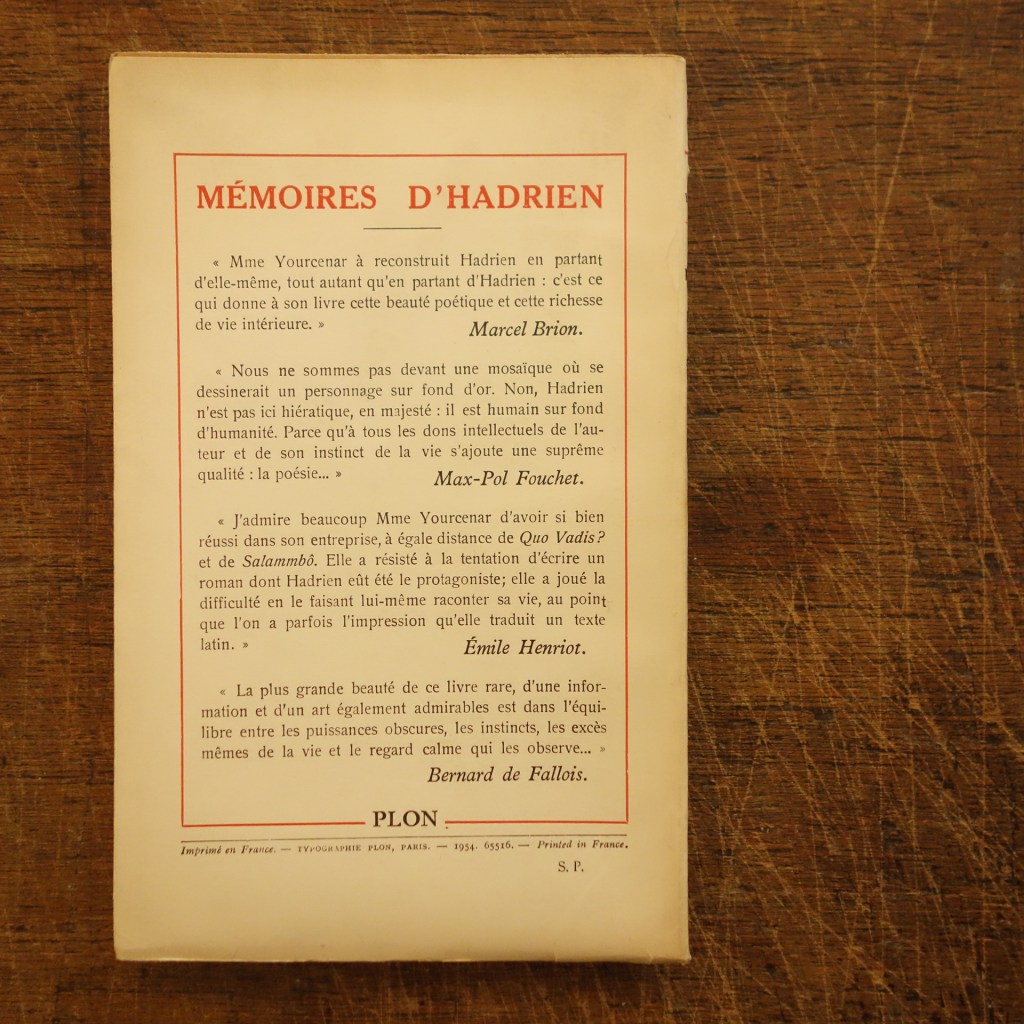 MÉMOIRES D'HADRIEN
« Mme Yourcenar à reconstruit Hadrien en partant
d'elle-même, tout autant qu'en partant d'Hadrien : c'est ce
qui donne à son livre cette beauté poétique et cette richesse
de vie intérieure. »
Marcel Brion.
« Nous ne sommes pas devant une mosaïque où se
dessinerait un personnage sur fond d'or. Non, Hadrien
n'est pas ici hiératique, en majesté : il est humain sur fond
d'humanité. Parce qu'à tous les dons intellectuels de l'au-
teur et de son instinct de la vie s'ajoute une suprême
qualité : la poésie... »
Max-Pol Fouchet.
« J'admire beaucoup Mme Yourcenar d'avoir si bien
réussi dans son entreprise, à égale distance de Quo Vadis?
et de Salammbô. Elle a résisté à la tentation d'écrire un
roman dont Hadrien eût été le protagoniste; elle a joué la
difficulté en le faisant lui-même raconter sa vie, au point
que l'on a parfois l'impression qu'elle traduit un texte
latin. »
Émile Henriot.
« La plus grande beauté de ce livre rare, d'une infor-
mation et d'un art également admirables est dans l'équi-
libre entre les puissances obscures, les instincts, les excès
mêmes de la vie et le regard calme qui les observe... »
Bernard de Fallois.
PLON
Imprimé en France. — TYPOGRAPHIE PLON, PARIS. — 1954. 65516. — Printed in France.
S. P.